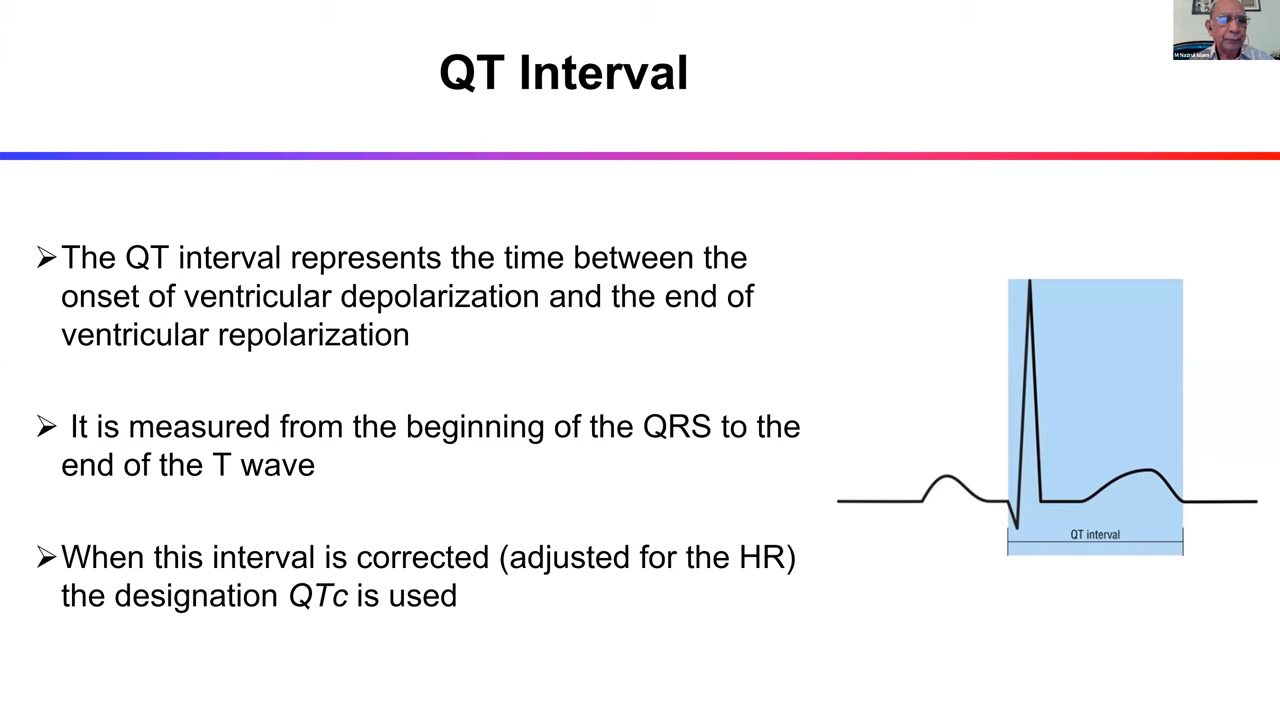 QT Interval
M Nazrul Islam
➢The QT interval represents the time between the
onset of ventricular depolarization and the end of
ventricular repolarization
➢ It is measured from the beginning of the QRS to the
end of the T wave
➢When this interval is corrected (adjusted for the HR)
the designation QTc is used
QT interval